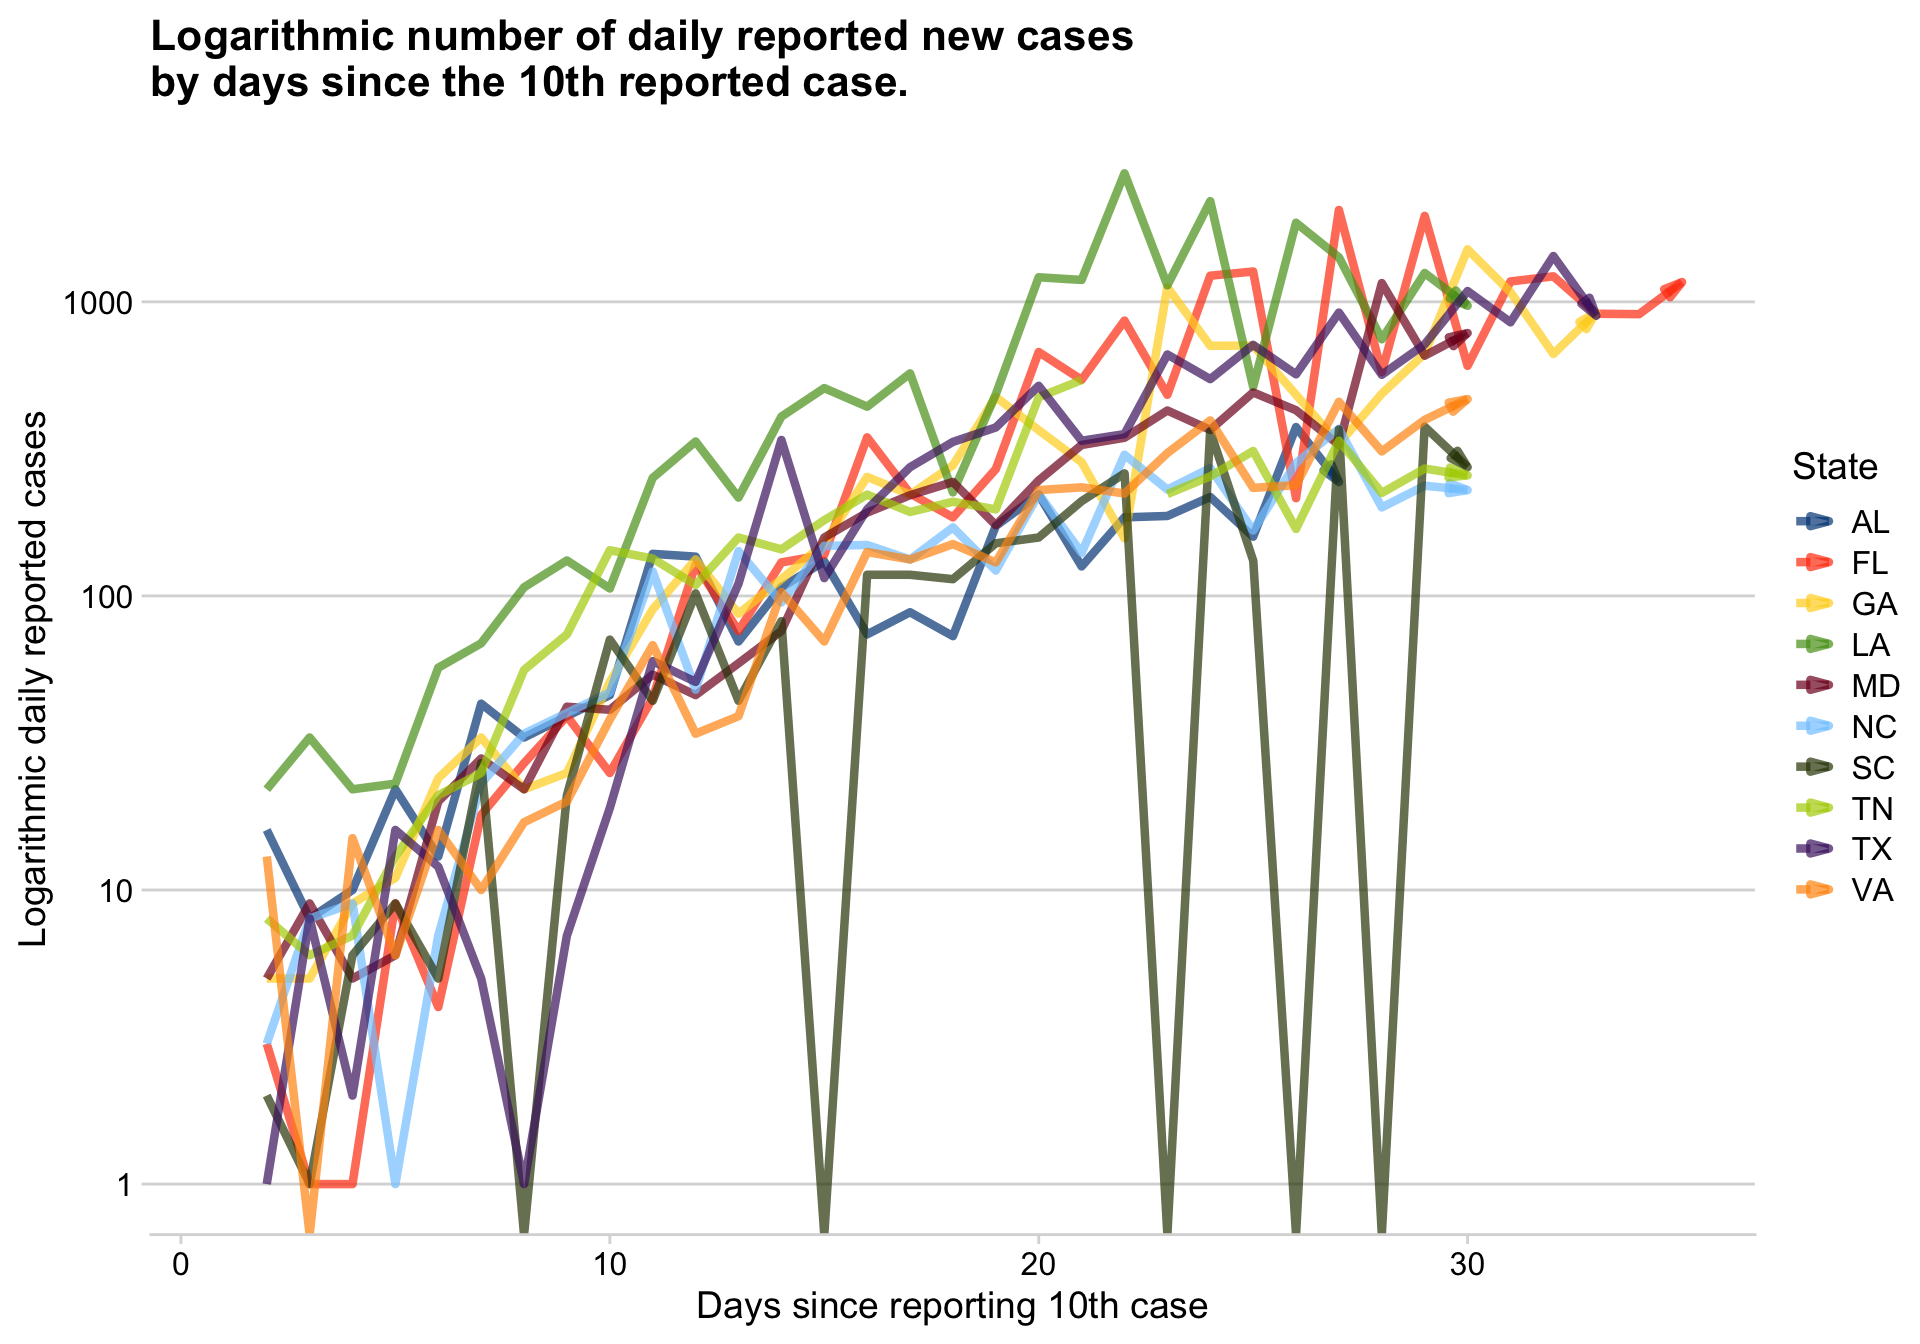 Logarithmic number of daily reported new cases
by days since the 10th reported case.
Logarithmic daily reported cases
1000
100
10
1
0
10
20
30
Days since reporting 10th case
State
AL
FL
GA
LA
MD
NC
SC
TN
TX
VA